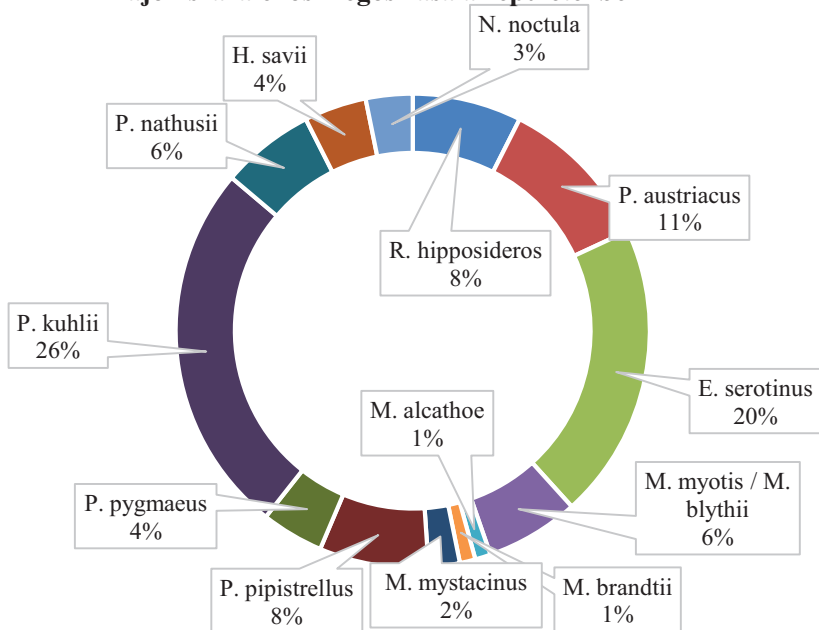 N. noctula
3%
H. savii
4%
P. nathusii
6%
P. austriacus
11%
R. hipposideros
8%
P. kuhlii
26%
E. serotinus
20%
M. alcathoe
1%
M. myotis / M.
blythii
6%
P. pygmaeus
4%
P. pipistrellus
8%
M. mystacinus
2%
M. brandtii
1%